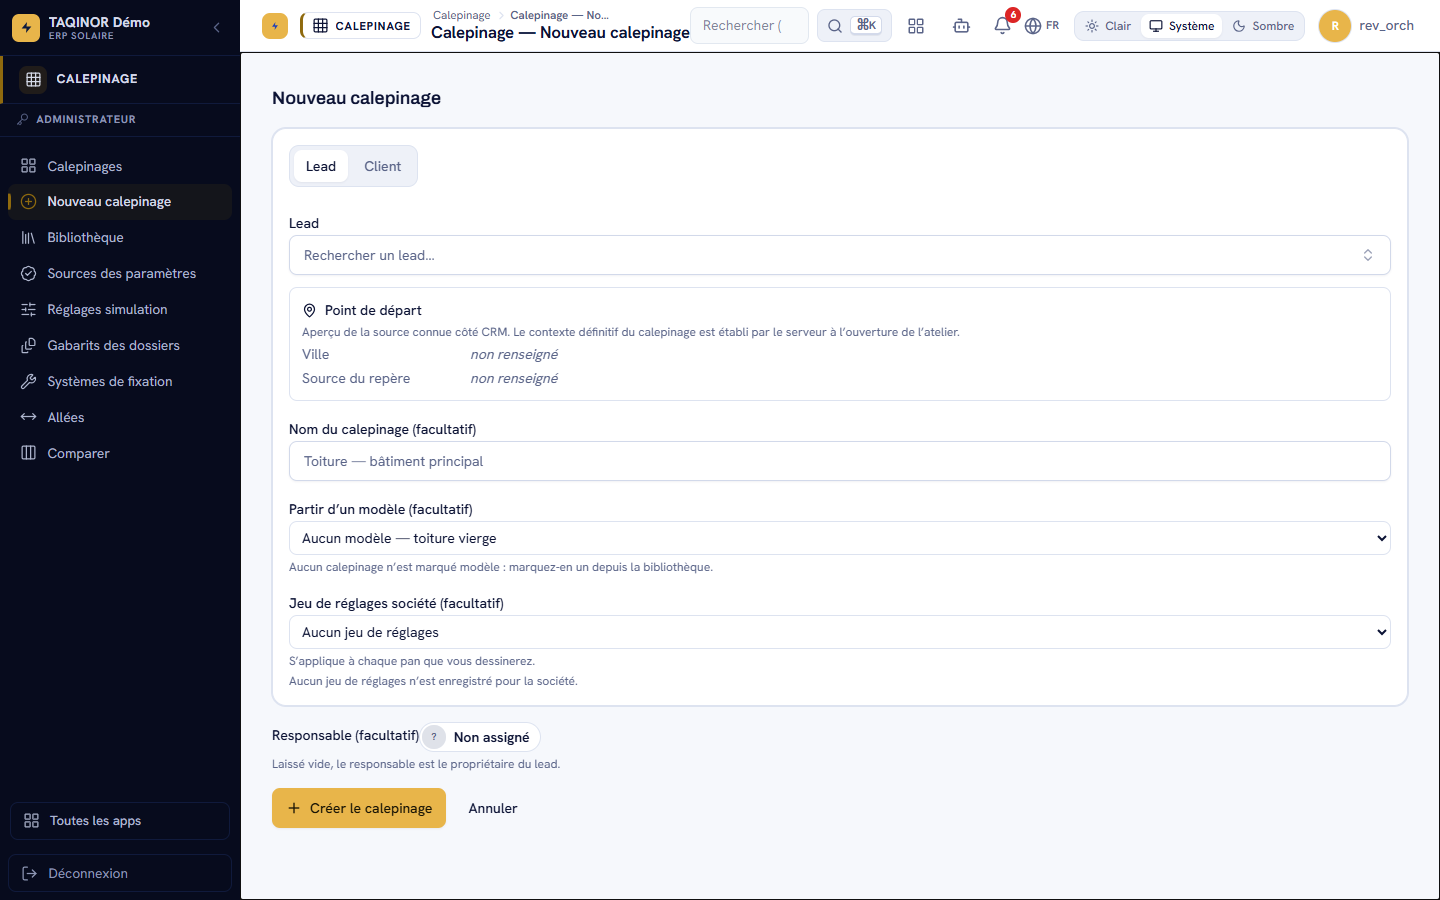 TAQINOR Démo
ERP SOLAIRE
CALEPINAGE
ADMINISTRATEUR
Calepinages
Nouveau calepinage
Bibliothèque
Sources des paramètres
Réglages simulation
Gabarits des dossiers
Systèmes de fixation
Allées
Comparer
Toutes les apps
Déconnexion
CALEPINAGE
Calepinage > Calepinage — No...
Calepinage — Nouveau calepinage
Rechercher (
⌘K
6
FR
Clair
Système
Sombre
R
rev_orch
Nouveau calepinage
Lead
Client
Lead
Rechercher un lead...
Point de départ
Aperçu de la source connue côté CRM. Le contexte définitif du calepinage est établi par le serveur à l’ouverture de l’atelier.
Ville non renseigné
Source du repère non renseigné
Nom du calepinage (facultatif)
Toiture — bâtiment principal
Partir d’un modèle (facultatif)
Aucun modèle — toiture vierge
Aucun calepinage n’est marqué modèle : marquez-en un depuis la bibliothèque.
Jeu de réglages société (facultatif)
Aucun jeu de réglages
S’applique à chaque pan que vous dessinerez.
Aucun jeu de réglages n’est enregistré pour la société.
Responsable (facultatif) ? Non assigné
Laissé vide, le responsable est le propriétaire du lead.
+ Créer le calepinage
Annuler